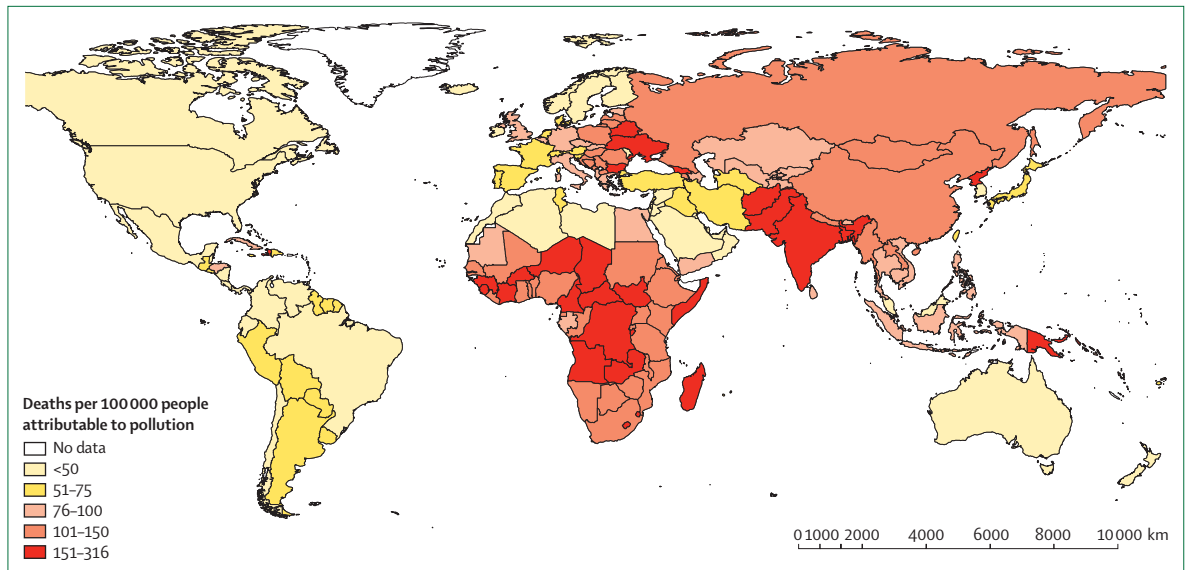 Deaths per 100 000 people
attributable to pollution
No data
<50
51–75
76–100
101–150
151–316
0 1000 2000 4000 6000 8000 10 000 km